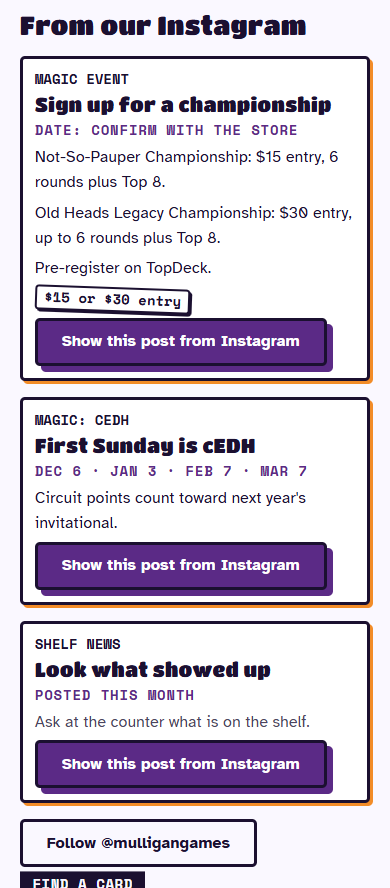 From our Instagram
MAGIC EVENT
Sign up for a championship
DATE: CONFIRM WITH THE STORE
Not-So-Pauper Championship: $15 entry, 6
rounds plus Top 8.
Old Heads Legacy Championship: $30 entry,
up to 6 rounds plus Top 8.
Pre-register on TopDeck.
$15 or $30 entry
Show this post from Instagram
MAGIC: CEDH
First Sunday is cEDH
DEC 6 · JAN 3 · FEB 7 · MAR 7
Circuit points count toward next year's
invitational.
Show this post from Instagram
SHELF NEWS
Look what showed up
POSTED THIS MONTH
Ask at the counter what is on the shelf.
Show this post from Instagram
Follow @mulligangames
FIND A CARD